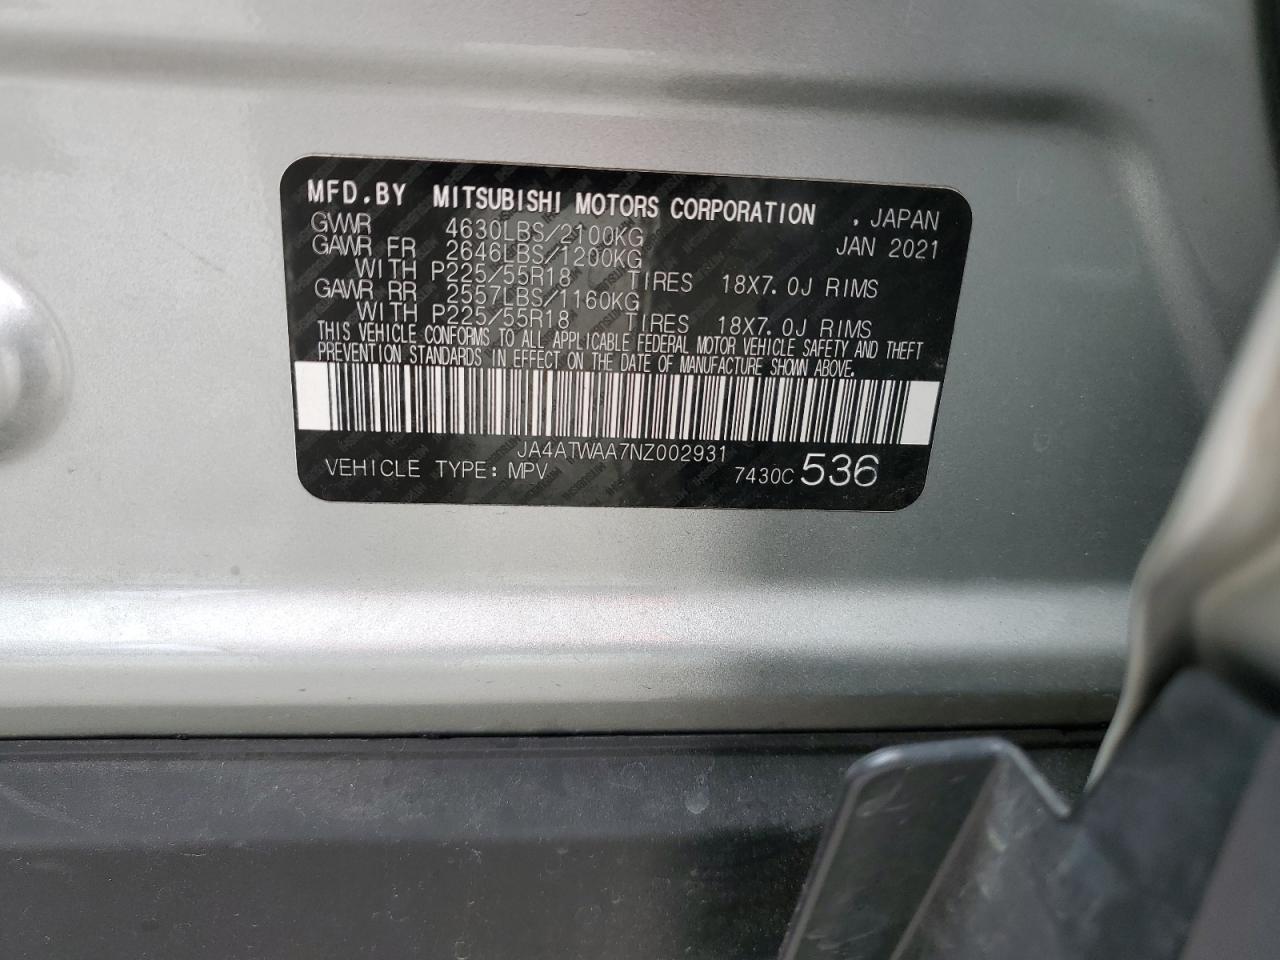 MFD.BY MITSUBISHI MOTORS CORPORATION . JAPAN
GVWR 4630LBS/2100KG JAN 2021
GAWR FR 2646LBS/1200KG
WITH P225/55R18 TIRES 18X7.0J RIMS
GAWR RR 2557LBS/1160KG
WITH P225/55R18 TIRES 18X7.0J RIMS
THIS VEHICLE CONFORMS TO ALL APPLICABLE FEDERAL MOTOR VEHICLE SAFETY AND THEFT
PREVENTION STANDARDS IN EFFECT ON THE DATE OF MANUFACTURE SHOWN ABOVE.
JA4ATWAA7NZ002931
VEHICLE TYPE: MPV 7430C 536